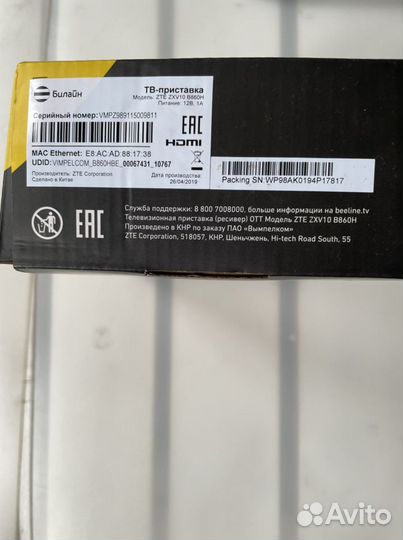 Билайн
ТВ-приставка
Модель: ZTE ZXV10 B860H
Питание: 12В, 1А
Серийный номер: VMPZ989115009811
EAC
HDMI
MAC Ethernet: E8:AC:AD:88:17:38
UDID: VIMPELCOM_B860HBE_00067431_10767
Производитель: ZTE Corporation
Сделано в Китае
Дата производства:
26/04/2019
Packing SN:WP98AK0194P17817
EAC
Служба поддержки: 8 800 7008000, больше информации на beeline.tv
Телевизионная приставка (ресивер) ОТТ Модель ZTE ZXV10 B860H
Произведено в КНР по заказу ПАО «Вымпелком»
ZTE Corporation, 518057, КНР, Шеньчжень, Hi-tech Road South, 55
Avito